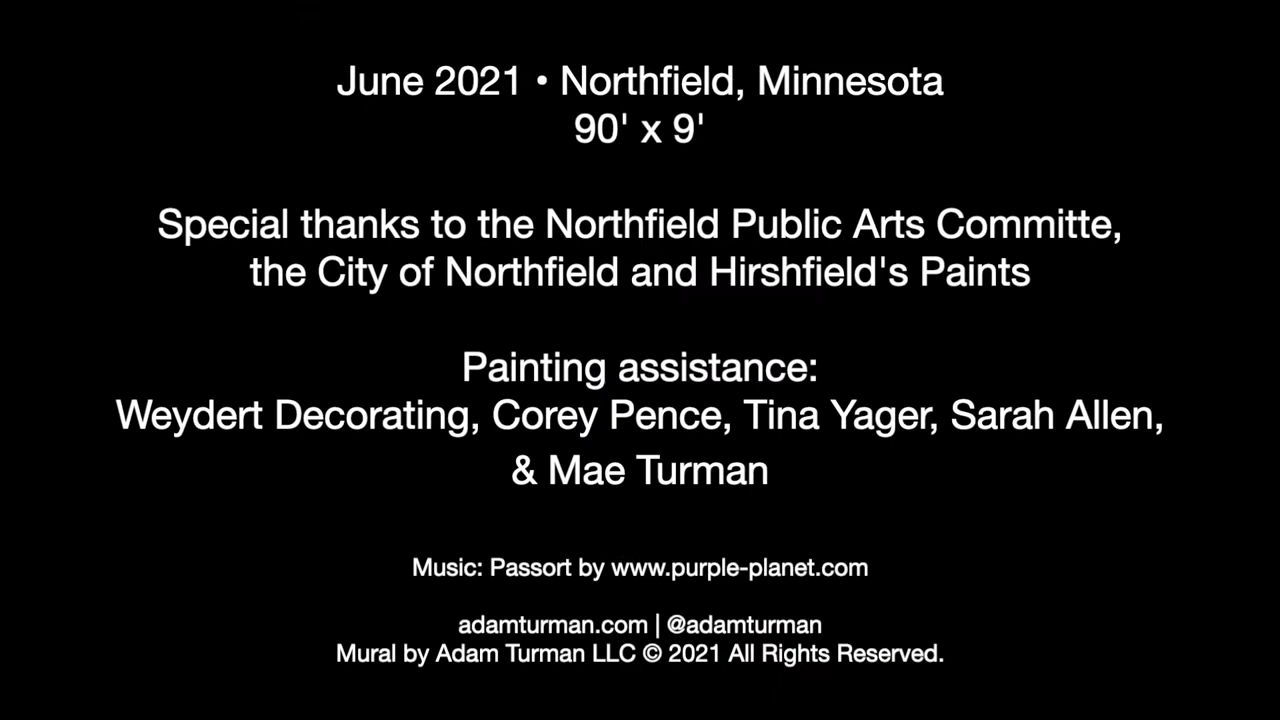 June 2021 • Northfield, Minnesota
90' x 9'
Special thanks to the Northfield Public Arts Committe,
the City of Northfield and Hirshfield's Paints
Painting assistance:
Weydert Decorating, Corey Pence, Tina Yager, Sarah Allen,
& Mae Turman
Music: Passort by www.purple-planet.com
adamturman.com | @adamturman
Mural by Adam Turman LLC © 2021 All Rights Reserved.